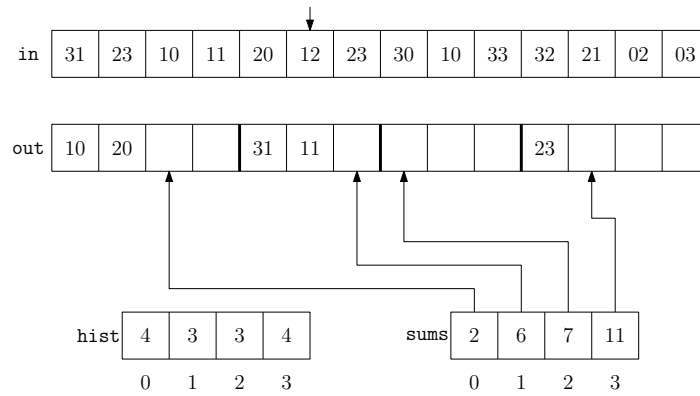 in 31 23 10 11 20 12 23 30 10 33 32 21 02 03
out 10 20 31 11 23
hist 4 3 3 4
sums 2 6 7 11
0 1 2 3
0 1 2 3